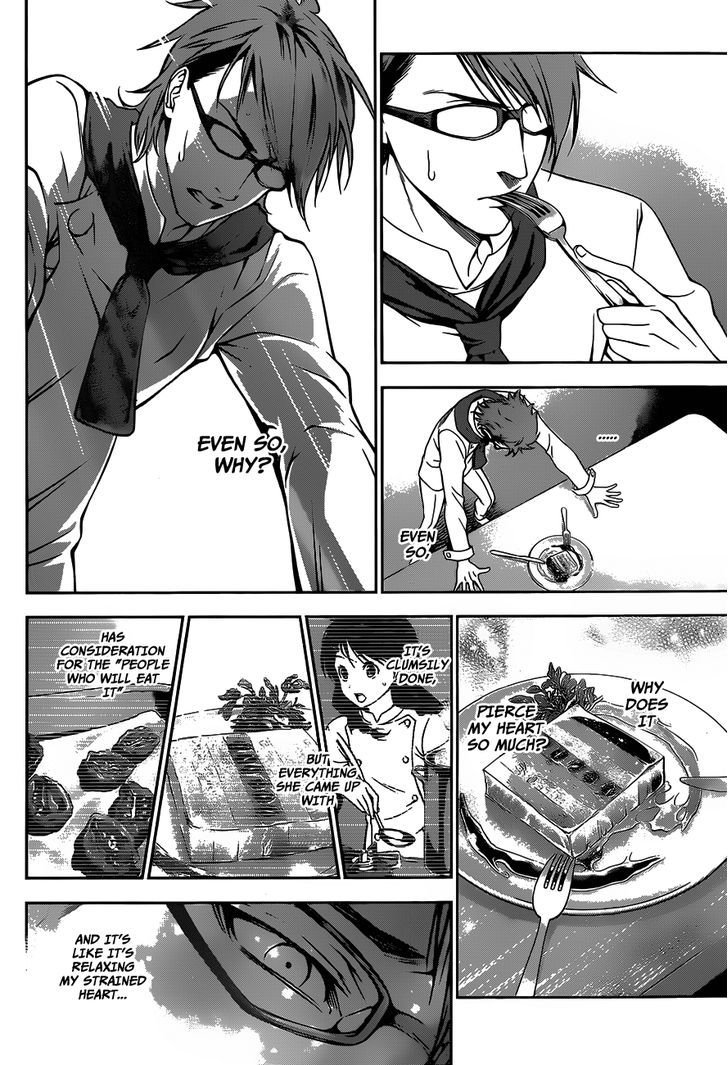 .....
EVEN
SO,
EVEN SO,
WHY?
WHY
DOES
IT
PIERCE
MY HEART
SO MUCH?
IT'S
CLUMSILY
DONE,
BUT
EVERYTHING
SHE CAME UP
WITH
HAS
CONSIDERATION
FOR THE "PEOPLE
WHO WILL EAT
IT"
AND IT'S
LIKE IT'S
RELAXING
MY STRAINED
HEART...